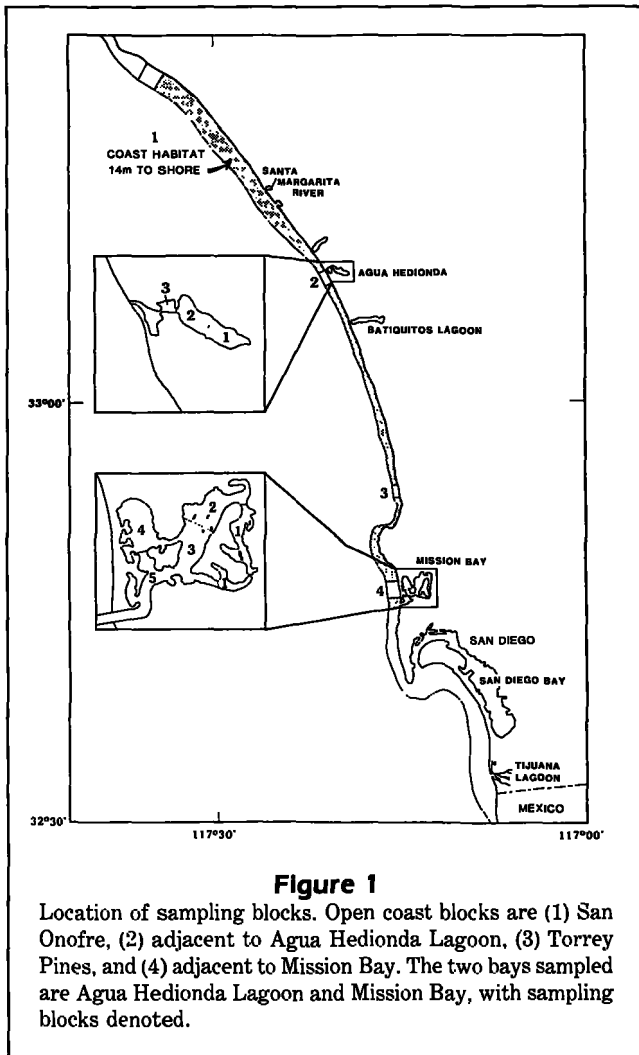 1
COAST HABITAT
14m TO SHORE
SANTA
MARGARITA
RIVER
3
2
1
2
AGUA HEDIONDA
BATIQUITOS LAGOON
33°00'
3
2
4
1
3
5
MISSION BAY
4
SAN DIEGO
SAN DIEGO BAY
TIJUANA
LAGOON
MEXICO
32°30'
117°30'
117°00'
Figure 1
Location of sampling blocks. Open coast blocks are (1) San
Onofre, (2) adjacent to Agua Hedionda Lagoon, (3) Torrey
Pines, and (4) adjacent to Mission Bay. The two bays sampled
are Agua Hedionda Lagoon and Mission Bay, with sampling
blocks denoted.